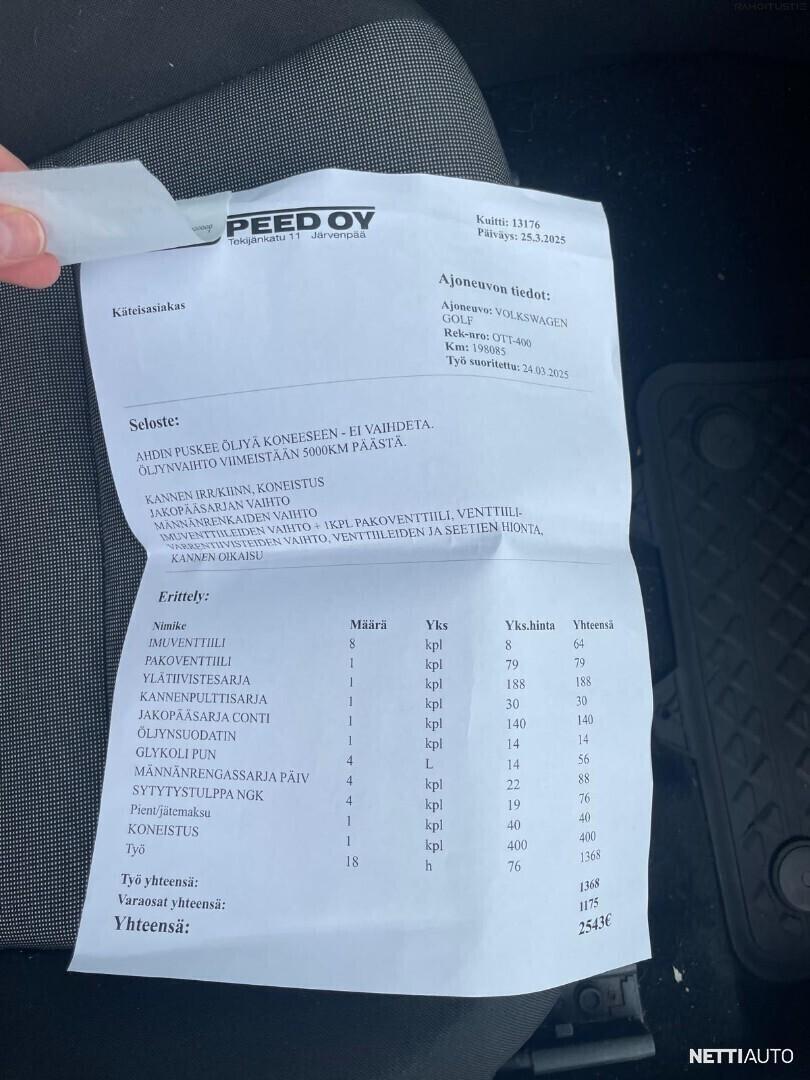 RAHOITUSTIE
PEED OY
Tekijänkatu 11 Järvenpää
Kuitti: 13176
Päiväys: 25.3.2025
Käteisasiakas
Ajoneuvon tiedot:
Ajoneuvo: VOLKSWAGEN
GOLF
Rek-nro: OTT-400
Km: 198085
Työ suoritettu: 24.03.2025
Seloste:
AHDIN PUSKEE ÖLJYÄ KONEESEEN - EI VAIHDETA.
ÖLJYNVAIHTO VIIMEISTÄÄN 5000KM PÄÄSTÄ.
KANNEN IRR/KIINN, KONEISTUS
JAKOPÄÄSARJAN VAIHTO
MÄNNÄNRENKAIDEN VAIHTO
IMUVENTTIILEIDEN VAIHTO + 1KPL PAKOVENTTIILI, VENTTIILI-
VARRENTIIVISTEIDEN VAIHTO, VENTTIILEIDEN JA SEETIEN HIONTA,
KANNEN OIKAISU
Erittely:
Nimike Määrä Yks Yks.hinta Yhteensä
IMUVENTTIILI 8 kpl 8 64
PAKOVENTTIILI 1 kpl 79 79
YLÄTIIVISTESARJA 1 kpl 188 188
KANNENPULTTISARJA 1 kpl 30 30
JAKOPÄÄSARJA CONTI 1 kpl 140 140
ÖLJYNSUODATIN 1 kpl 14 14
GLYKOLI PUN 4 L 14 56
MÄNNÄNRENGASSARJA PÄIV 4 kpl 22 88
SYTYTYSTULPPA NGK 4 kpl 19 76
Pient/jätemaksu 1 kpl 40 40
KONEISTUS 1 kpl 400 400
Työ 18 h 76 1368
Työ yhteensä: 1368
Varaosat yhteensä: 1175
Yhteensä: 2543€
NETTIAUTO